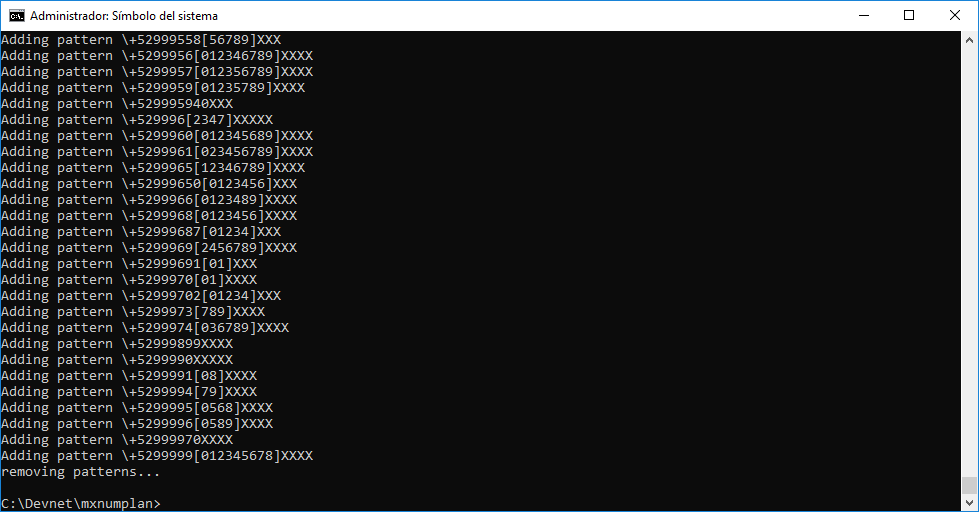 Administrador: Símbolo del sistema
Adding pattern \+52999558[56789]XXX
Adding pattern \+5299956[012346789]XXXX
Adding pattern \+5299957[012356789]XXXX
Adding pattern \+5299959[01235789]XXXX
Adding pattern \+529995940XXX
Adding pattern \+529996[2347]XXXXX
Adding pattern \+5299960[012345689]XXXX
Adding pattern \+5299961[023456789]XXXX
Adding pattern \+5299965[12346789]XXXX
Adding pattern \+52999650[0123456]XXX
Adding pattern \+5299966[0123489]XXXX
Adding pattern \+5299968[0123456]XXXX
Adding pattern \+52999687[01234]XXX
Adding pattern \+5299969[2456789]XXXX
Adding pattern \+52999691[01]XXX
Adding pattern \+5299970[01]XXXX
Adding pattern \+52999702[01234]XXX
Adding pattern \+5299973[789]XXXX
Adding pattern \+5299974[036789]XXXX
Adding pattern \+52999899XXXX
Adding pattern \+5299990XXXXX
Adding pattern \+5299991[08]XXXX
Adding pattern \+5299994[79]XXXX
Adding pattern \+5299995[0568]XXXX
Adding pattern \+5299996[0589]XXXX
Adding pattern \+52999970XXXX
Adding pattern \+5299999[012345678]XXXX
removing patterns...
C:\Devnet\mxnumplan>